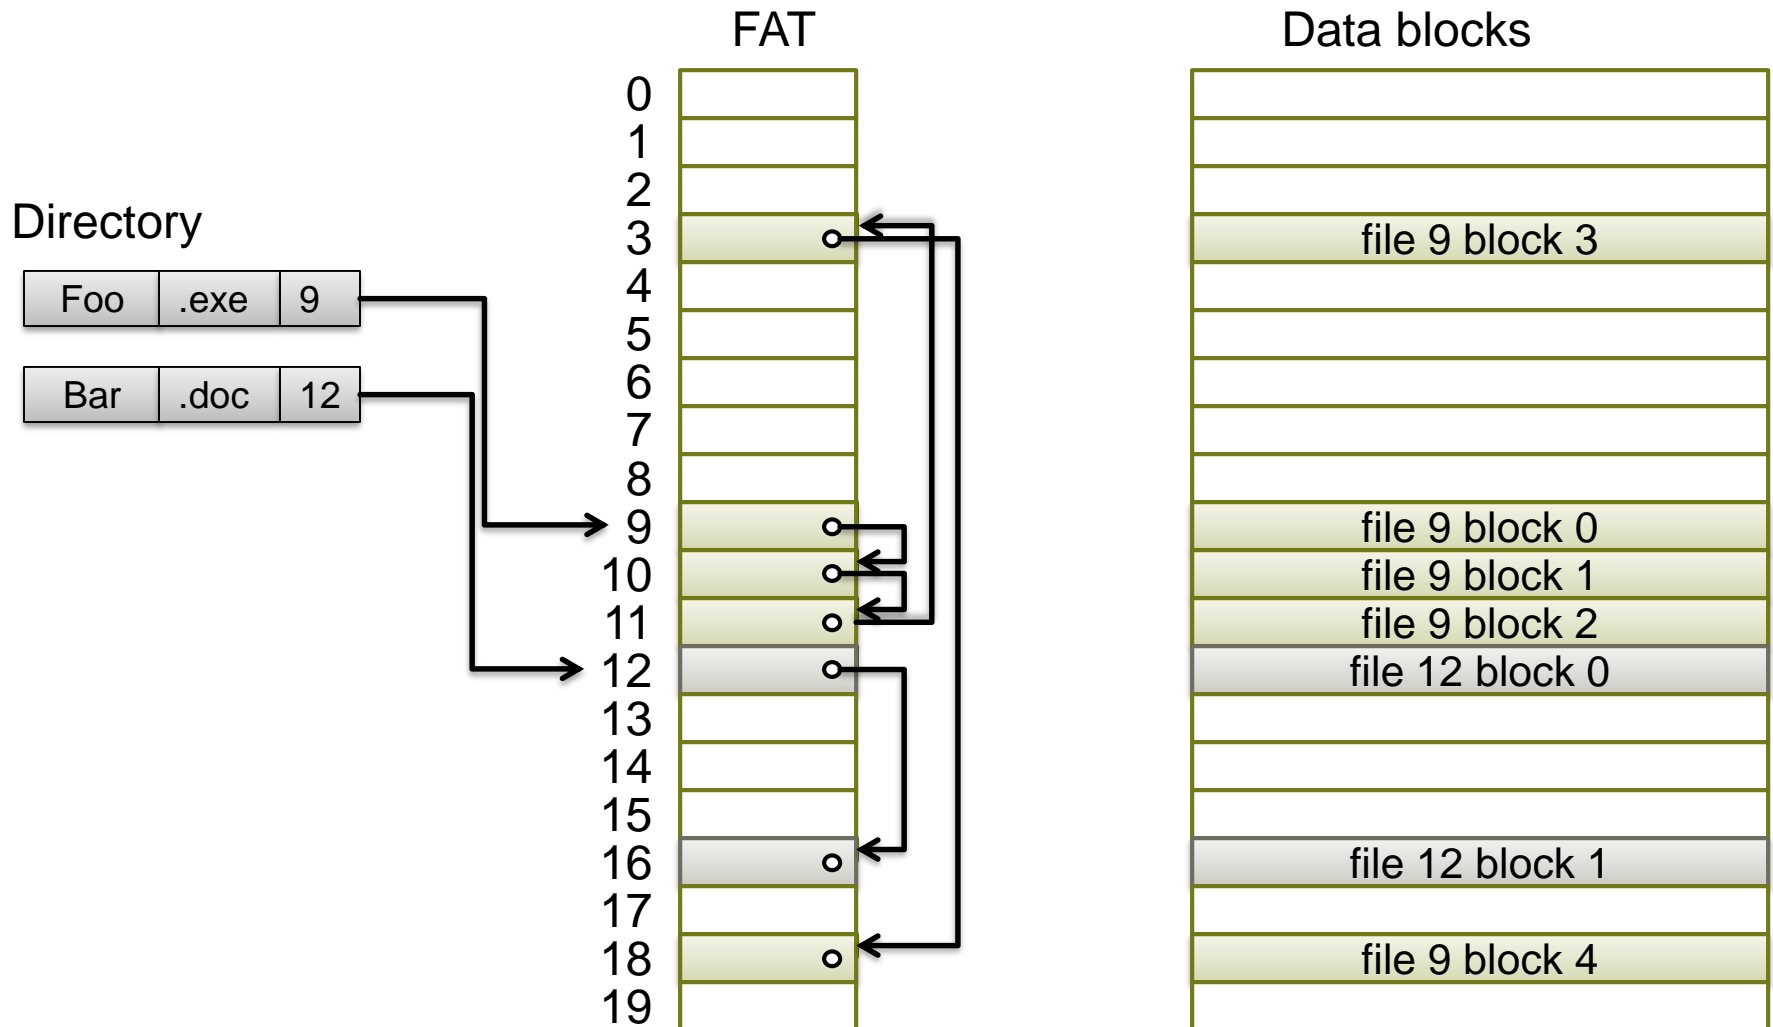 FAT
Data blocks
Directory
Foo .exe 9
Bar .doc 12
0
1
2
3
file 9 block 3
4
5
6
7
8
9
file 9 block 0
10
file 9 block 1
11
file 9 block 2
12
file 12 block 0
13
14
15
16
file 12 block 1
17
18
file 9 block 4
19